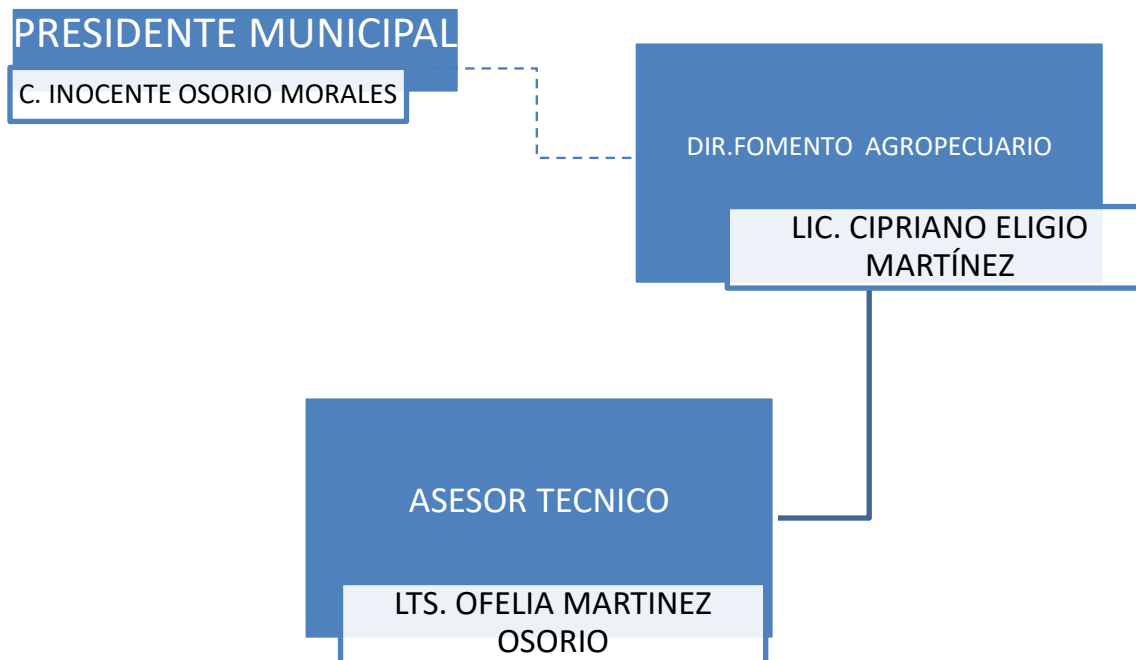 PRESIDENTE MUNICIPAL
C. INOCENTE OSORIO MORALES
DIR.FOMENTO AGROPECUARIO
LIC. CIPRIANO ELIGIO
MARTÍNEZ
ASESOR TECNICO
LTS. OFELIA MARTINEZ
OSORIO